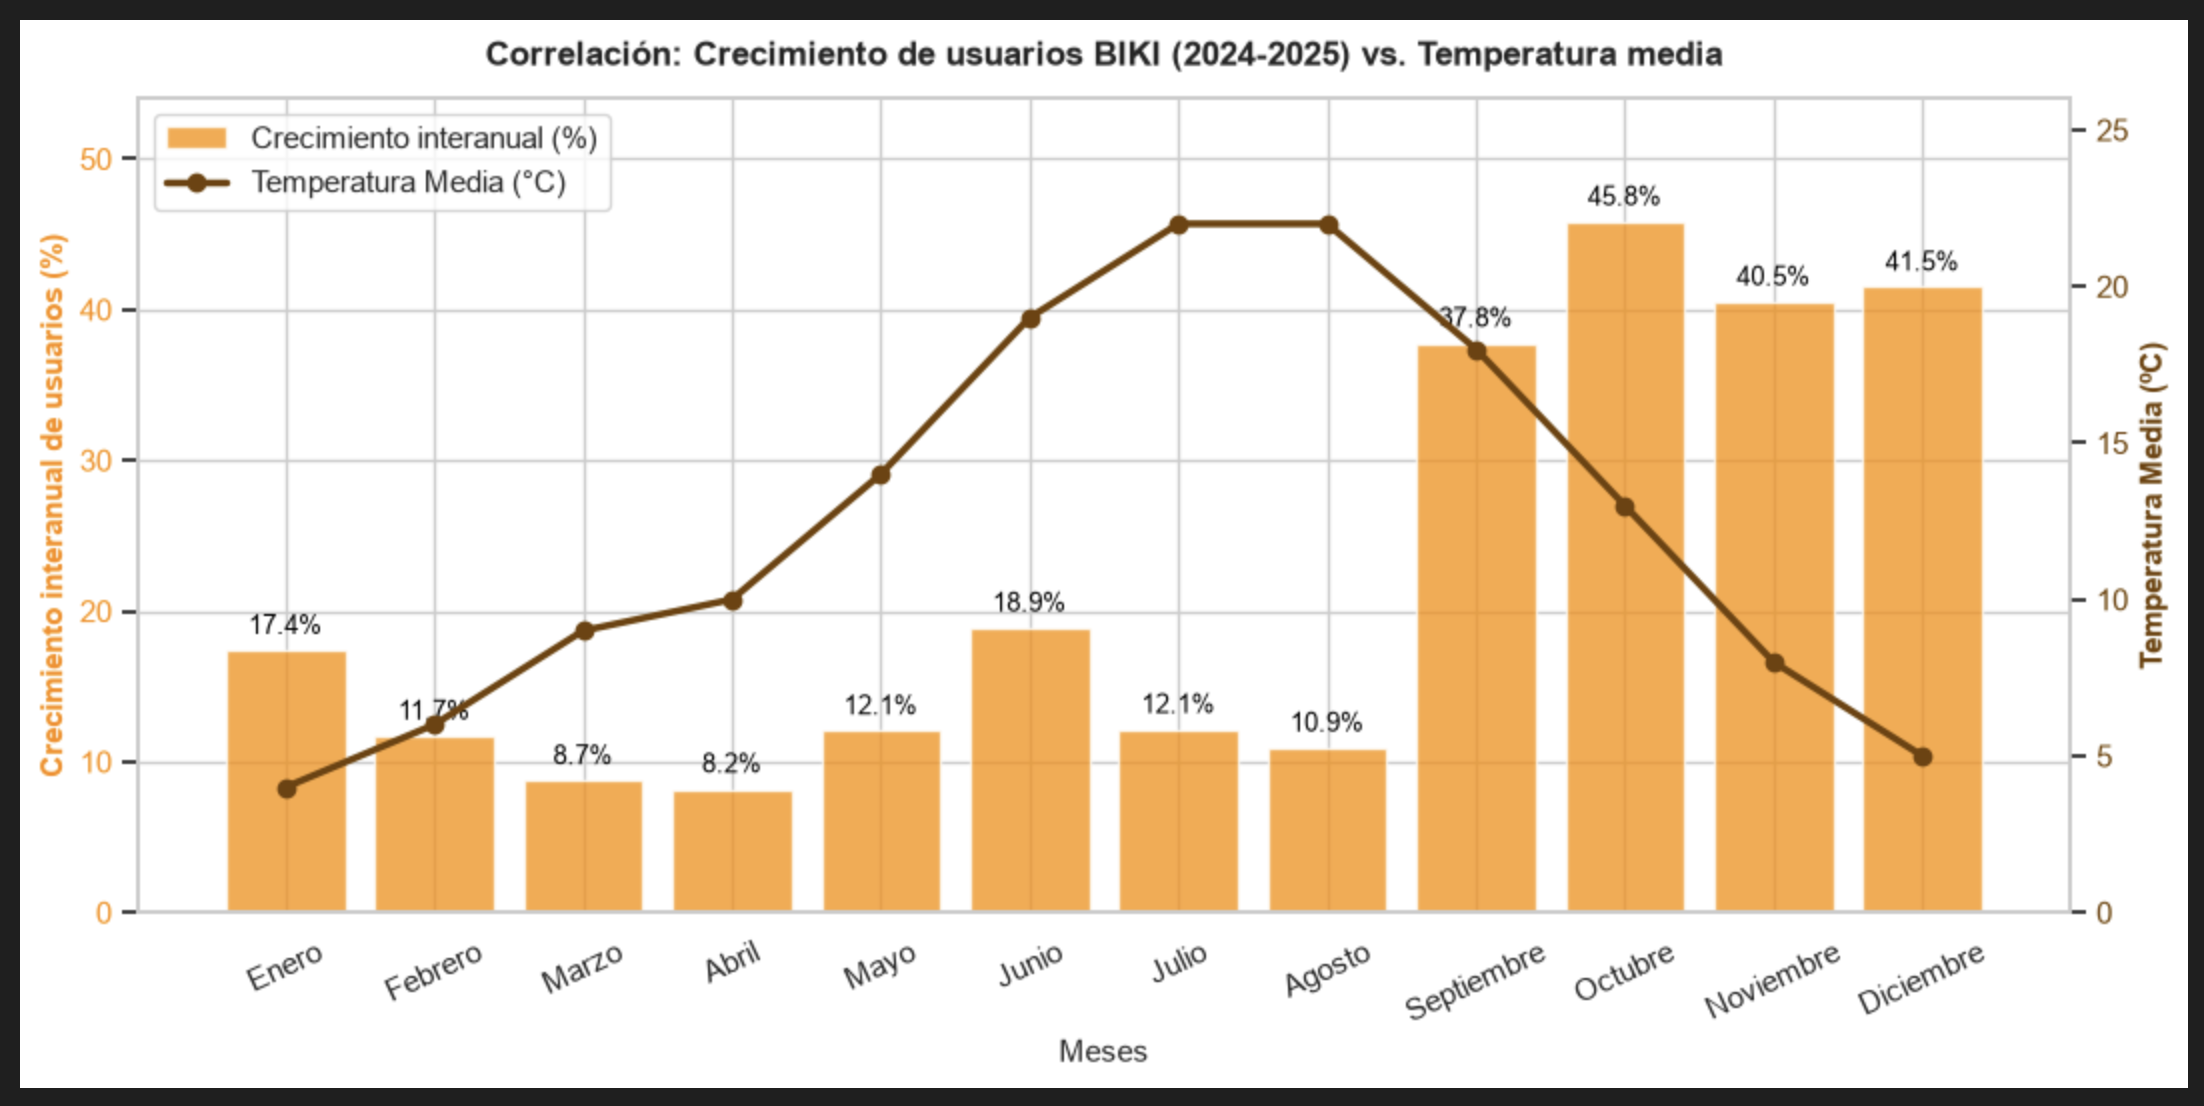 Correlación: Crecimiento de usuarios BIKI (2024-2025) vs. Temperatura media
Crecimiento interanual (%)
Temperatura Media (°C)
Crecimiento interanual de usuarios (%)
50
40
30
20
10
0
17.4%
11.7%
8.7%
8.2%
12.1%
18.9%
12.1%
10.9%
37.8%
45.8%
40.5%
41.5%
25
20
15
10
5
0
Temperatura Media (ºC)
Enero
Febrero
Marzo
Abril
Mayo
Junio
Julio
Agosto
Septiembre
Octubre
Noviembre
Diciembre
Meses